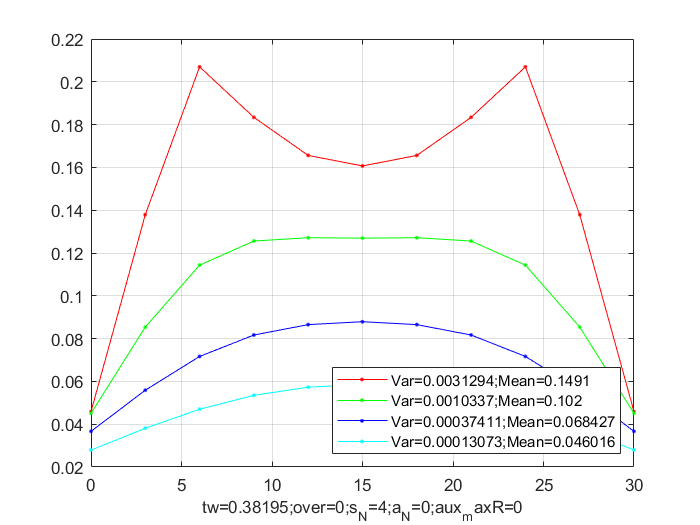 0.22
0.2
0.18
0.16
0.14
0.12
0.1
0.08
0.06
0.04
0.02
Var=0.0031294;Mean=0.1491
Var=0.0010337;Mean=0.102
Var=0.00037411;Mean=0.068427
Var=0.00013073;Mean=0.046016
0 5 10 15 20 25 30
tw=0.38195;over=0;s_N=4;a_N=0;aux_maxR=0